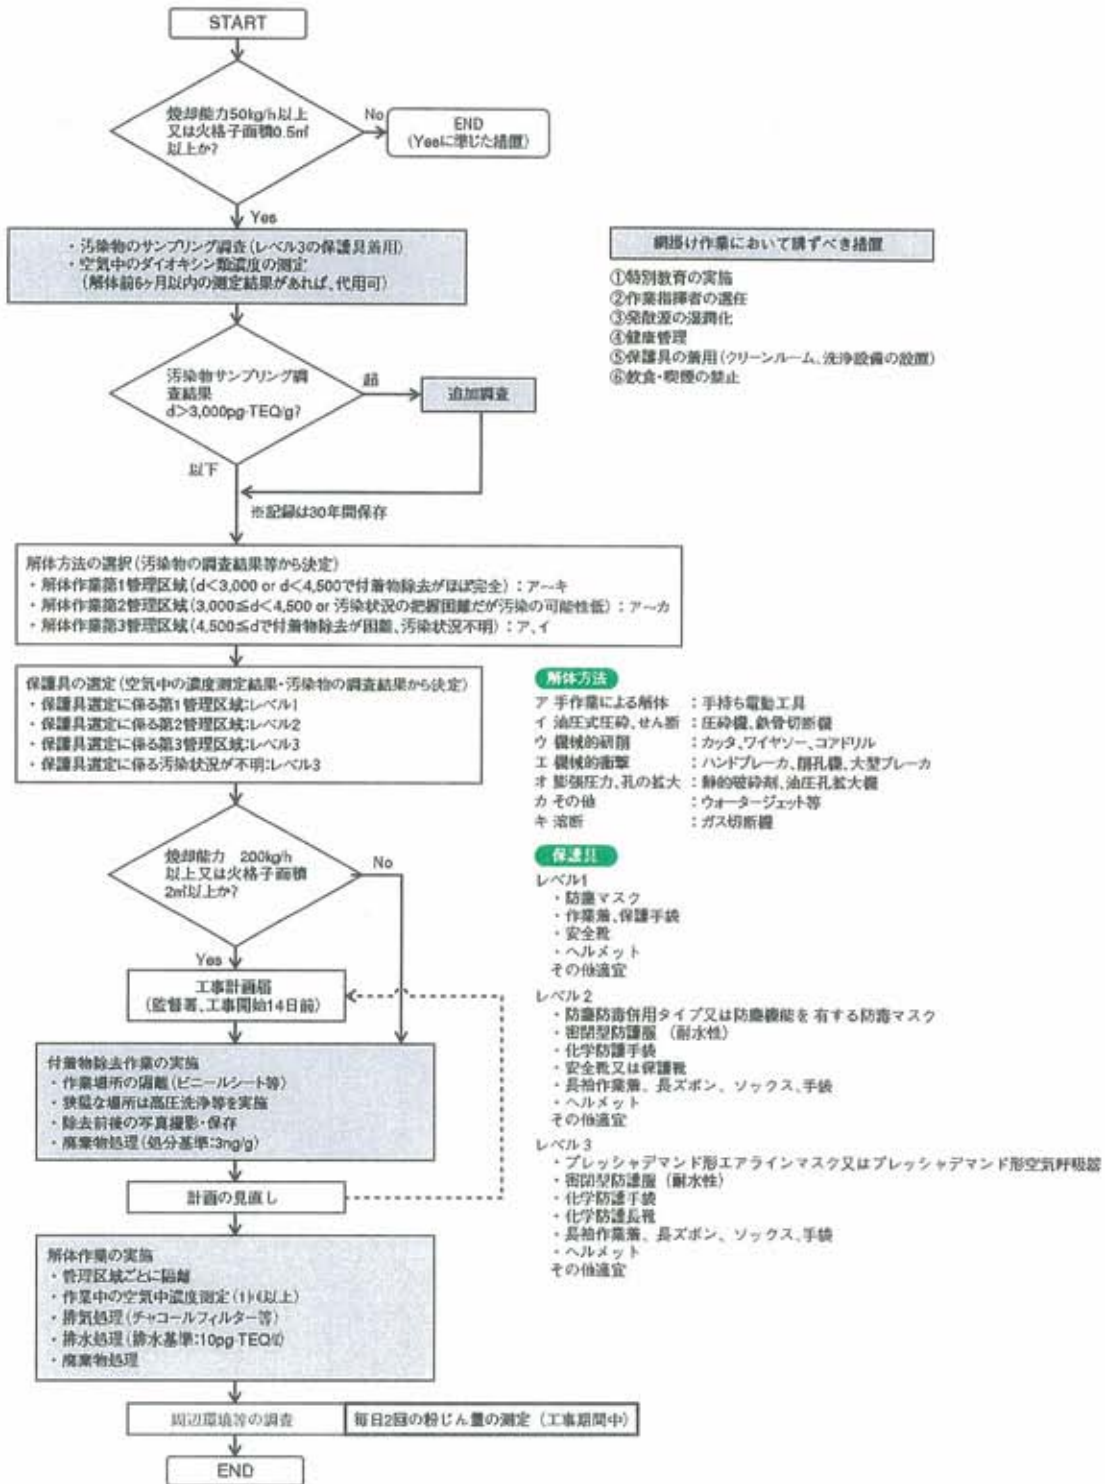 START
焼却能力50kg/h以上
又は火格子面積0.5㎡
以上か?
No
END
(Yesに準じた措置)
Yes
・汚染物のサンプリング調査(レベル3の保護具着用)
・空気中のダイオキシン類濃度の測定
(解体前6ヶ月以内の測定結果があれば、代用可)
網掛け作業において講ずべき措置
①特別教育の実施
②作業指揮者の選任
③発散源の湿潤化
④健康管理
⑤保護具の着用(クリーンルーム、洗浄設備の設置)
⑥飲食・喫煙の禁止
汚染物サンプリング調
査結果
d>3,000pg-TEQ/g?
超
追加調査
以下
※記録は30年間保存
解体方法の選択(汚染物の調査結果等から決定)
・解体作業第1管理区域(d<3,000 or d<4,500で付着物除去がほぼ完全):ア〜キ
・解体作業第2管理区域(3,000≦d<4,500 or 汚染状況の把握困難だが汚染の可能性低):ア〜カ
・解体作業第3管理区域(4,500≦dで付着物除去が困難、汚染状況不明):ア、イ
保護具の選定(空気中の濃度測定結果・汚染物の調査結果から決定)
・保護具選定に係る第1管理区域:レベル1
・保護具選定に係る第2管理区域:レベル2
・保護具選定に係る第3管理区域:レベル3
・保護具選定に係る汚染状況が不明:レベル3
解体方法
ア 手作業による解体 :手持ち電動工具
イ 油圧式圧砕、せん断 :圧砕機、鉄骨切断機
ウ 機械的研削 :カッタ、ワイヤソー、コアドリル
エ 機械的衝撃 :ハンドブレーカ、削孔機、大型ブレーカ
オ 膨張圧力、孔の拡大 :静的破砕剤、油圧孔拡大機
カ その他 :ウォータージェット等
キ 溶断 :ガス切断機
焼却能力 200kg/h
以上又は火格子面積
2㎡以上か?
No
Yes
保護具
レベル1
・防塵マスク
・作業着、保護手袋
・安全靴
・ヘルメット
その他適宜
レベル2
・防塵防毒併用タイプ又は防塵機能を有する防毒マスク
・密閉型防護服 (耐水性)
・化学防護手袋
・安全靴又は保護靴
・長袖作業着、長ズボン、ソックス、手袋
・ヘルメット
その他適宜
レベル3
・プレッシャデマンド形エアラインマスク又はプレッシャデマンド形空気呼吸器
・密閉型防護服 (耐水性)
・化学防護手袋
・化学防護長靴
・長袖作業着、長ズボン、ソックス、手袋
・ヘルメット
その他適宜
工事計画届
(監督署、工事開始14日前)
付着物除去作業の実施
・作業場所の隔離(ビニールシート等)
・狭隘な場所は高圧洗浄等を実施
・除去前後の写真撮影・保存
・廃棄物処理(処分基準:3ng/g)
計画の見直し
解体作業の実施
・管理区域ごとに隔離
・作業中の空気中濃度測定
・排気処理(チャコールフィルター等)
・排水処理(排水基準:10pg-TEQ/ℓ)
・廃棄物処理
周辺環境等の調査
毎日2回の粉じん量の測定(工事期間中)
END